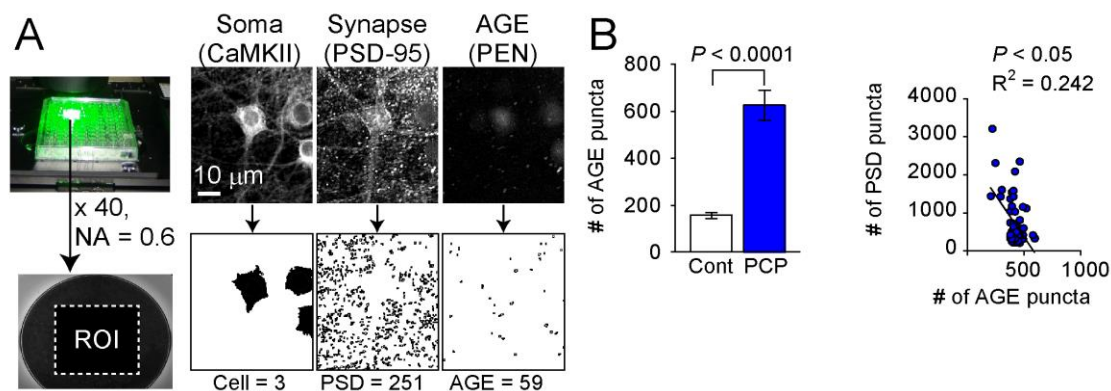 A
Soma
(CaMKII)
Synapse
(PSD-95)
AGE
(PEN)
10 μm
x 40,
NA = 0.6
ROI
Cell = 3
PSD = 251
AGE = 59
B
P < 0.0001
# of AGE puncta
800
600
400
200
0
Cont
PCP
P < 0.05
R² = 0.242
# of PSD puncta
4000
3000
2000
1000
0
500
1000
# of AGE puncta